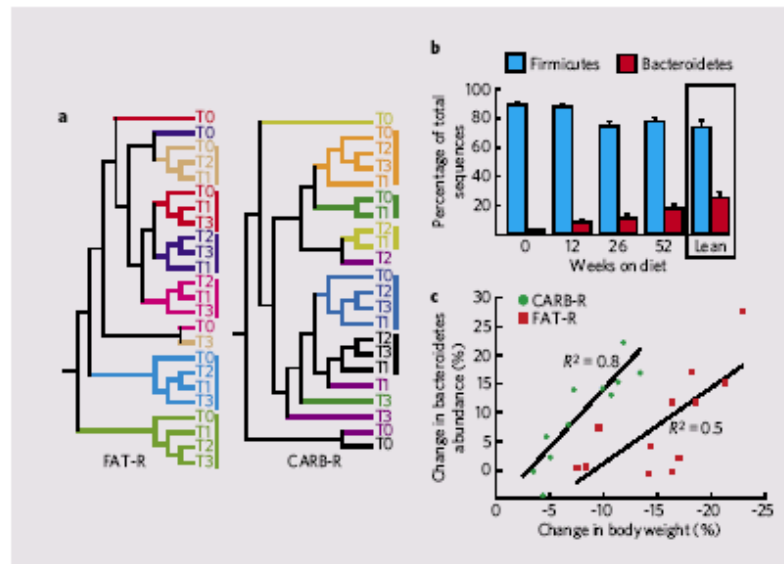 a
T0
T0
T0
T2
T1
T0
T1
T3
T2
T3
T1
T2
T1
T3
T0
T3
T0
T2
T1
T3
T0
T1
T2
T3
FAT-R
T0
T0
T2
T3
T1
T0
T1
T2
T1
T2
T0
T2
T3
T1
T2
T3
T1
T1
T3
T3
T0
T0
CARB-R
b
Firmicutes
Bacteroidetes
Percentage of total
sequences
100
80
60
40
20
0
12
26
52
Lean
Weeks on diet
c
CARB-R
FAT-R
Change in bacteroidetes
abundance (%)
30
25
20
15
10
5
0
R² = 0.8
R² = 0.5
0
-5
-10
-15
-20
-25
Change in body weight (%)